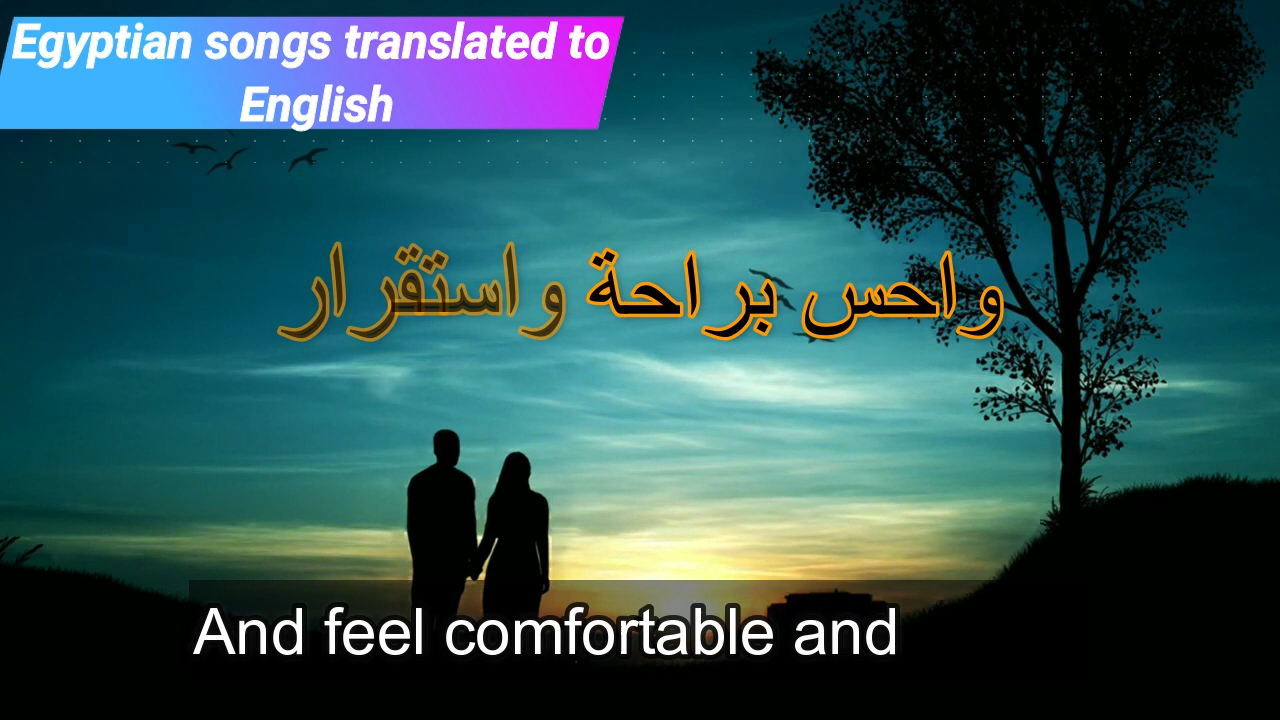 Egyptian songs translated to
English
واحس براحة واستقرار
And feel comfortable and